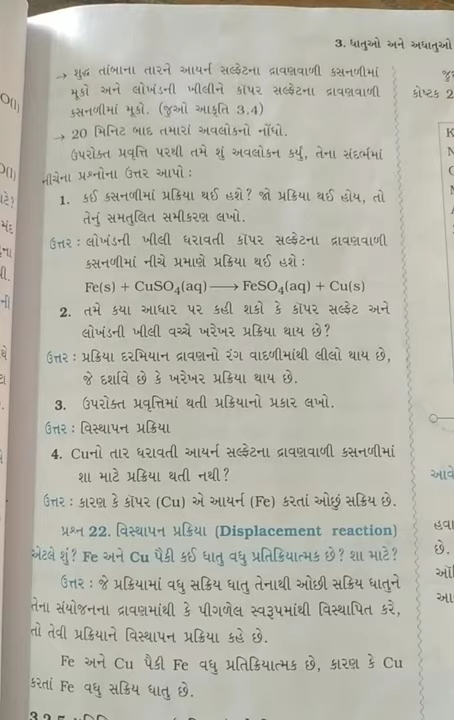 3. ધાતુઓ અને અધાતુઓ
→ શુદ્ધ તાંબાના તારને આયર્ન સલ્ફેટના દ્રાવણવાળી કસનળીમાં
મૂકો અને લોખંડની ખીલીને કૉપર સલ્ફેટના દ્રાવણવાળી
કસનળીમાં મૂકો. (જુઓ આકૃતિ 3.4)
→ 20 મિનિટ બાદ તમારાં અવલોકનો નોંધો.
ઉપરોક્ત પ્રવૃત્તિ પરથી તમે શું અવલોકન કર્યું, તેના સંદર્ભમાં
નીચેના પ્રશ્નોના ઉત્તર આપો :
1. કઈ કસનળીમાં પ્રક્રિયા થઈ હશે? જો પ્રક્રિયા થઈ હોય, તો
તેનું સમતુલિત સમીકરણ લખો.
ઉત્તર : લોખંડની ખીલી ધરાવતી કૉપર સલ્ફેટના દ્રાવણવાળી
કસનળીમાં નીચે પ્રમાણે પ્રક્રિયા થઈ હશે :
Fe(s) + CuSO₄(aq) ⟶ FeSO₄(aq) + Cu(s)
2. તમે કયા આધાર પર કહી શકો કે કૉપર સલ્ફેટ અને
લોખંડની ખીલી વચ્ચે ખરેખર પ્રક્રિયા થાય છે?
ઉત્તર : પ્રક્રિયા દરમિયાન દ્રાવણનો રંગ વાદળીમાંથી લીલો થાય છે,
જે દર્શાવે છે કે ખરેખર પ્રક્રિયા થાય છે.
3. ઉપરોક્ત પ્રવૃત્તિમાં થતી પ્રક્રિયાનો પ્રકાર લખો.
ઉત્તર : વિસ્થાપન પ્રક્રિયા
4. Cuનો તાર ધરાવતી આયર્ન સલ્ફેટના દ્રાવણવાળી કસનળીમાં
શા માટે પ્રક્રિયા થતી નથી?
ઉત્તર : કારણ કે કૉપર (Cu) એ આયર્ન (Fe) કરતાં ઓછું સક્રિય છે.
પ્રશ્ન 22. વિસ્થાપન પ્રક્રિયા (Displacement reaction)
એટલે શું? Fe અને Cu પૈકી કઈ ધાતુ વધુ પ્રતિક્રિયાત્મક છે? શા માટે?
ઉત્તર : જે પ્રક્રિયામાં વધુ સક્રિય ધાતુ તેનાથી ઓછી સક્રિય ધાતુને
તેના સંયોજનના દ્રાવણમાંથી કે પીગળેલ સ્વરૂપમાંથી વિસ્થાપિત કરે,
તો તેવી પ્રક્રિયાને વિસ્થાપન પ્રક્રિયા કહે છે.
Fe અને Cu પૈકી Fe વધુ પ્રતિક્રિયાત્મક છે, કારણ કે Cu
કરતાં Fe વધુ સક્રિય ધાતુ છે.
કોષ્ટક 2
હવા
છે.